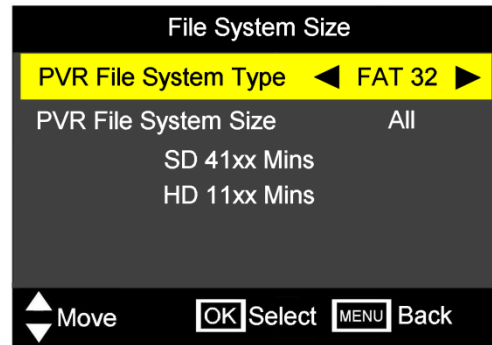 File System Size
PVR File System Type FAT 32
PVR File System Size All
SD 41xx Mins
HD 11xx Mins
Move OK Select MENU Back